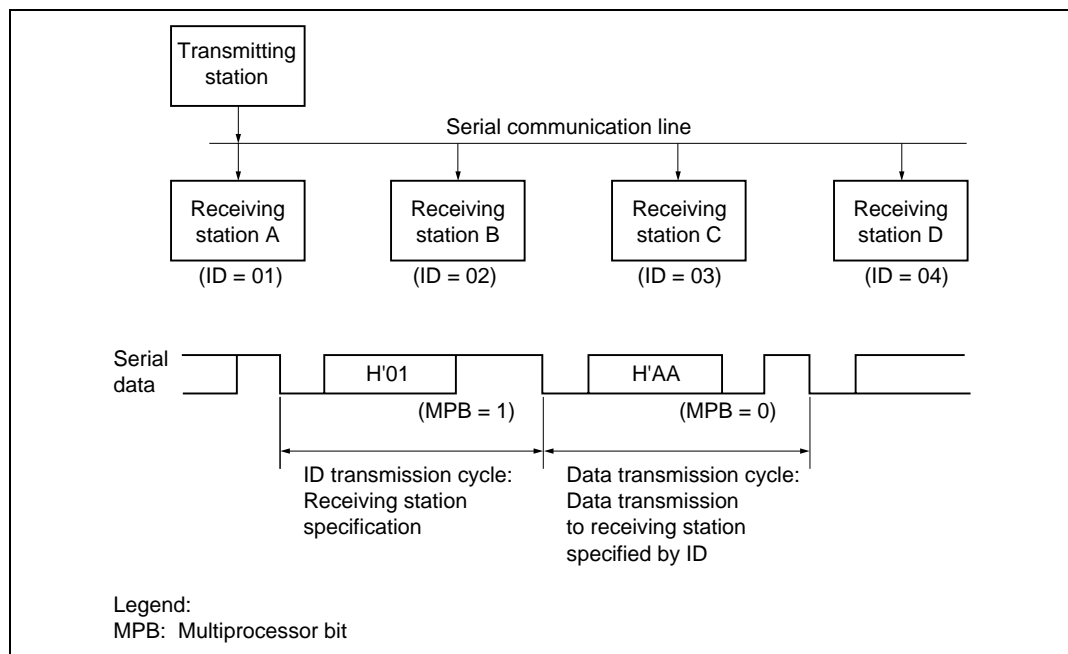 Transmitting
station
Serial communication line
Receiving
station A
Receiving
station B
Receiving
station C
Receiving
station D
(ID = 01)
(ID = 02)
(ID = 03)
(ID = 04)
Serial
data
H'01
H'AA
(MPB = 1)
(MPB = 0)
ID transmission cycle:
Receiving station
specification
Data transmission cycle:
Data transmission
to receiving station
specified by ID
Legend:
MPB: Multiprocessor bit